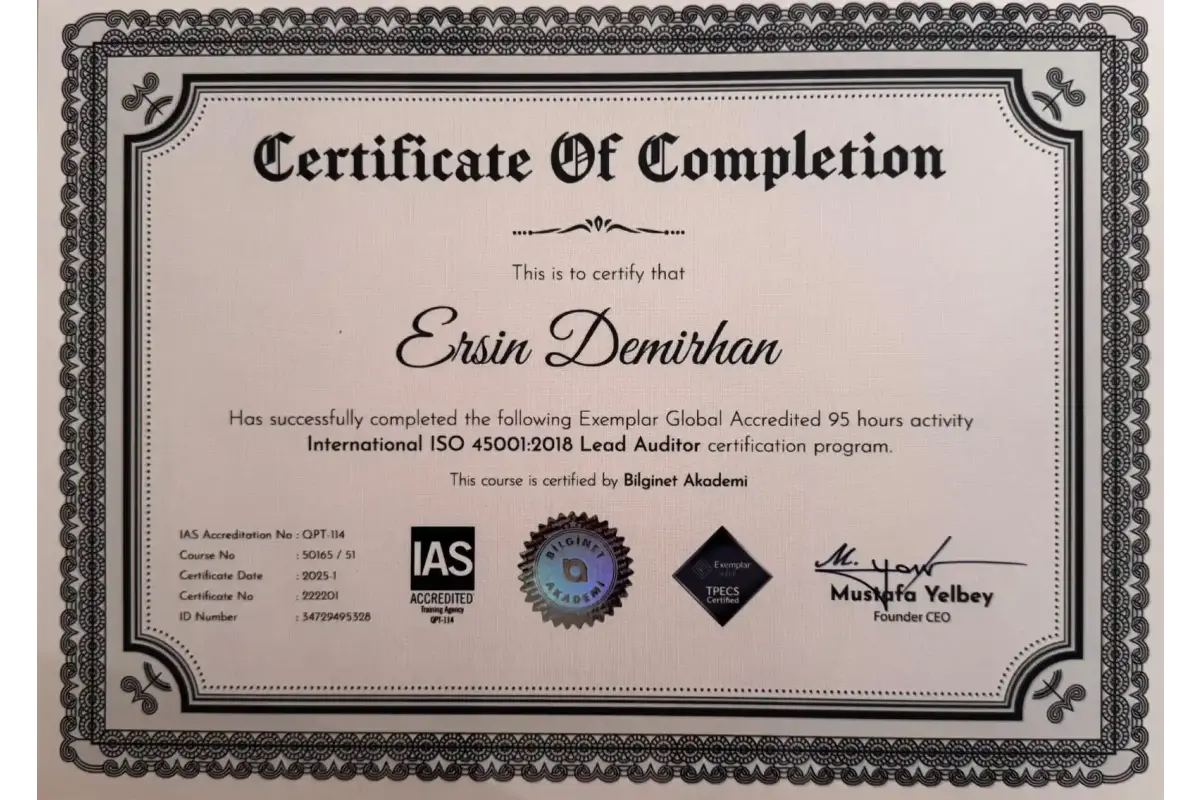 Certificate Of Completion
This is to certify that
Ersin Demirhan
Has successfully completed the following Exemplar Global Accredited 95 hours activity
International ISO 45001:2018 Lead Auditor certification program.
This course is certified by Bilginet Akademi
IAS Accreditation No : QPT-114
Course No : 50165 / 51
Certificate Date : 2025-1
Certificate No : 222201
ID Number : 34729495328
IAS
ACCREDITED
Training Agency
QPT-114
BİLGİNET
AKADEMİ
Exemplar
TPECS
Certified
M.
Mustafa Yelbey
Founder CEO